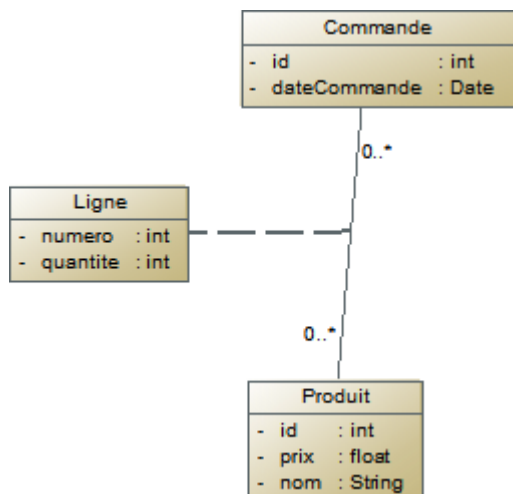 Commande
- id : int
- dateCommande : Date
0..*
Ligne
- numero : int
- quantite : int
0..*
Produit
- id : int
- prix : float
- nom : String